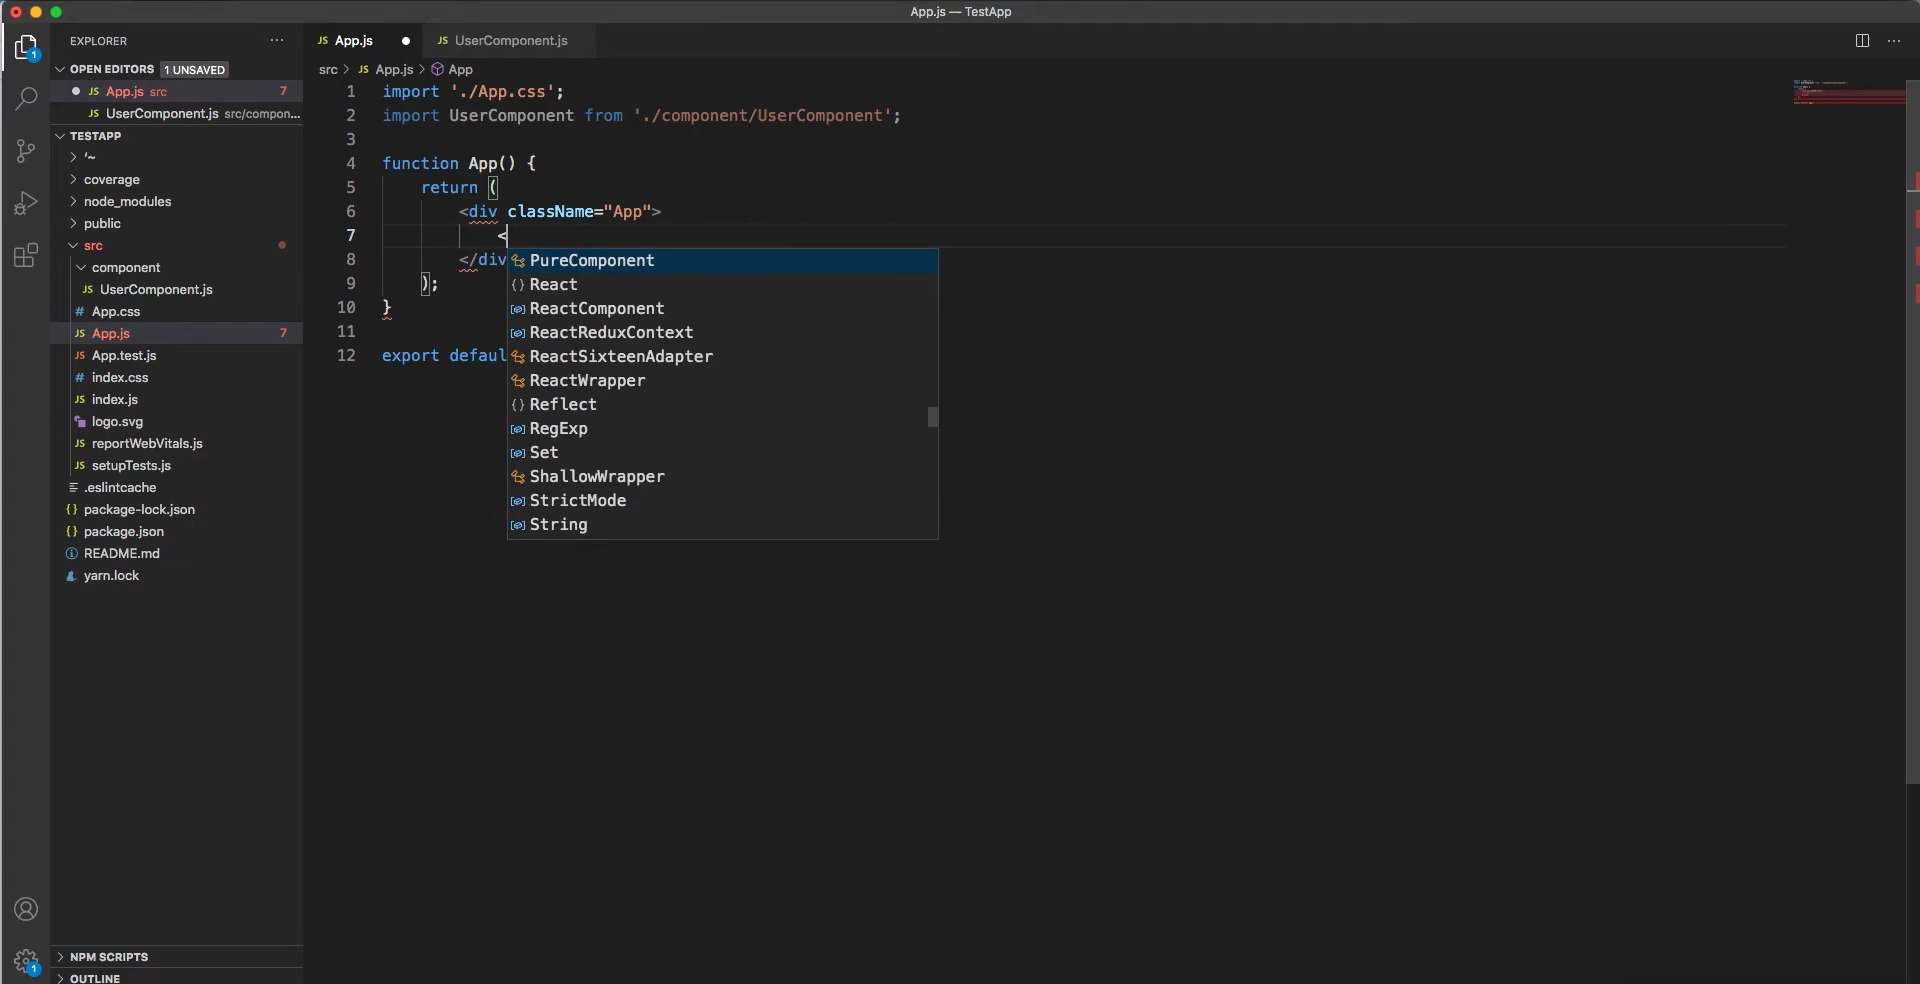 App.js — TestApp
EXPLORER
App.js
UserComponent.js
OPEN EDITORS 1 UNSAVED
App.js src 7
UserComponent.js src/compon...
TESTAPP
'~
coverage
node_modules
public
src
component
UserComponent.js
App.css
App.js 7
App.test.js
index.css
index.js
logo.svg
reportWebVitals.js
setupTests.js
.eslintcache
package-lock.json
package.json
README.md
yarn.lock
NPM SCRIPTS
OUTLINE
1
1
src > App.js > App
1 import './App.css';
2 import UserComponent from './component/UserComponent';
3
4 function App() {
5 return (
6 <div className="App">
7 <
8 </div
9 );
10 }
11
12 export defaul
PureComponent
React
ReactComponent
ReactReduxContext
ReactSixteenAdapter
ReactWrapper
Reflect
RegExp
Set
ShallowWrapper
StrictMode
String